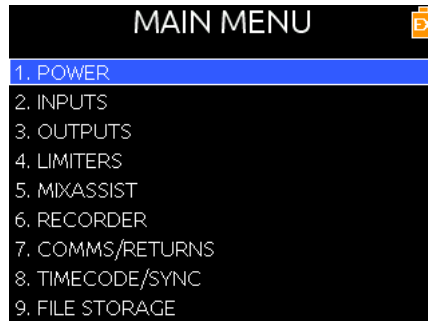 MAIN MENU
EX
1. POWER
2. INPUTS
3. OUTPUTS
4. LIMITERS
5. MIXASSIST
6. RECORDER
7. COMMS/RETURNS
8. TIMECODE/SYNC
9. FILE STORAGE